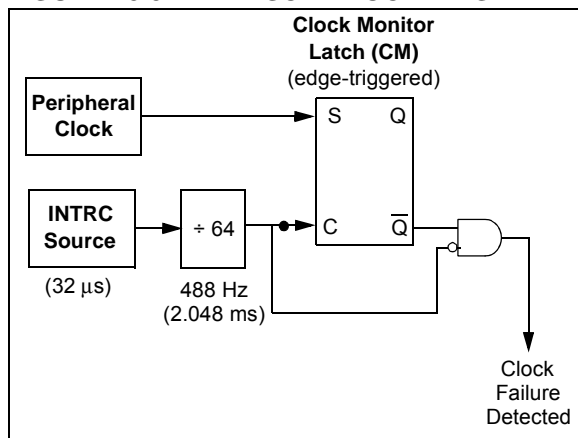 Clock Monitor
Latch (CM)
(edge-triggered)
Peripheral
Clock
S Q
INTRC
Source
÷ 64
C Q̅
(32 μs)
488 Hz
(2.048 ms)
Clock
Failure
Detected